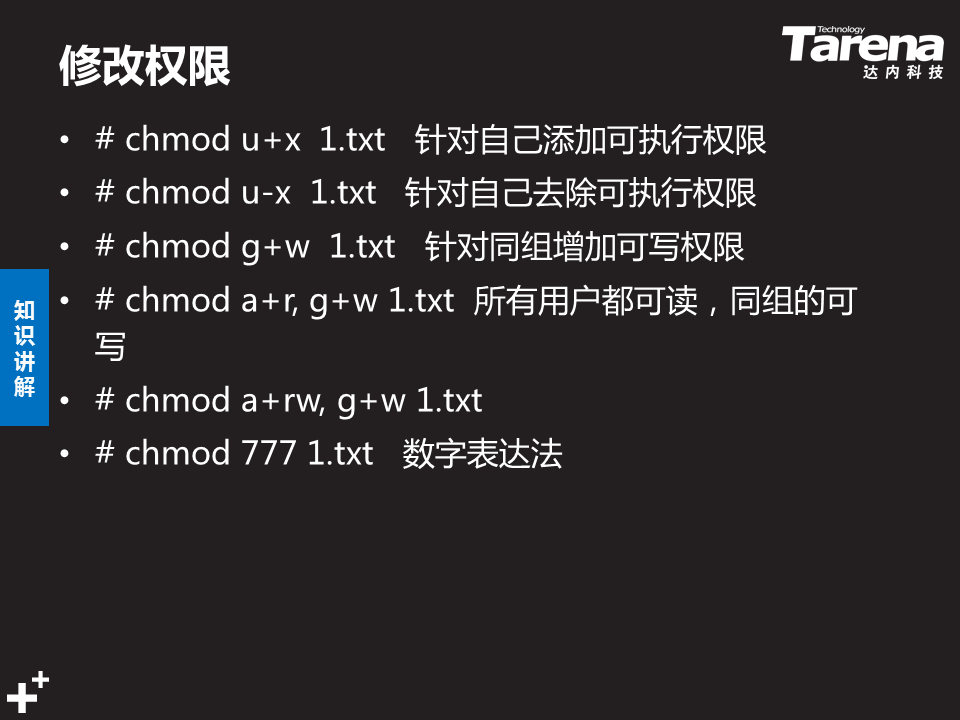 修改权限
Technology
Tarena
达内科技
• # chmod u+x  1.txt   针对自己添加可执行权限
• # chmod u-x  1.txt   针对自己去除可执行权限
• # chmod g+w  1.txt   针对同组增加可写权限
• # chmod a+r, g+w 1.txt  所有用户都可读，同组的可
写
• # chmod a+rw, g+w 1.txt
• # chmod 777 1.txt   数字表达法
知
识
讲
解